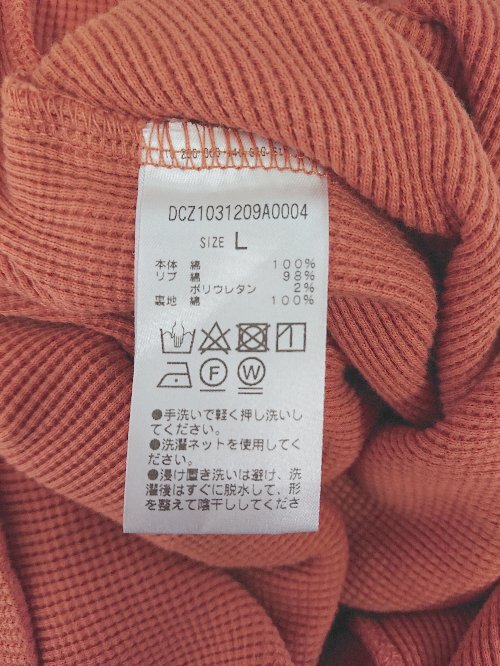 DCZ1031209A0004
SIZE L
本体 綿 100%
リブ 綿 98%
ポリウレタン 2%
裏地 綿 100%
F W
●手洗いで軽く押し洗いし
てください。
●洗濯ネットを使用してく
ださい。
●浸け置き洗いは避け、洗
濯後はすぐに脱水して、形
を整えて陰干ししてくださ